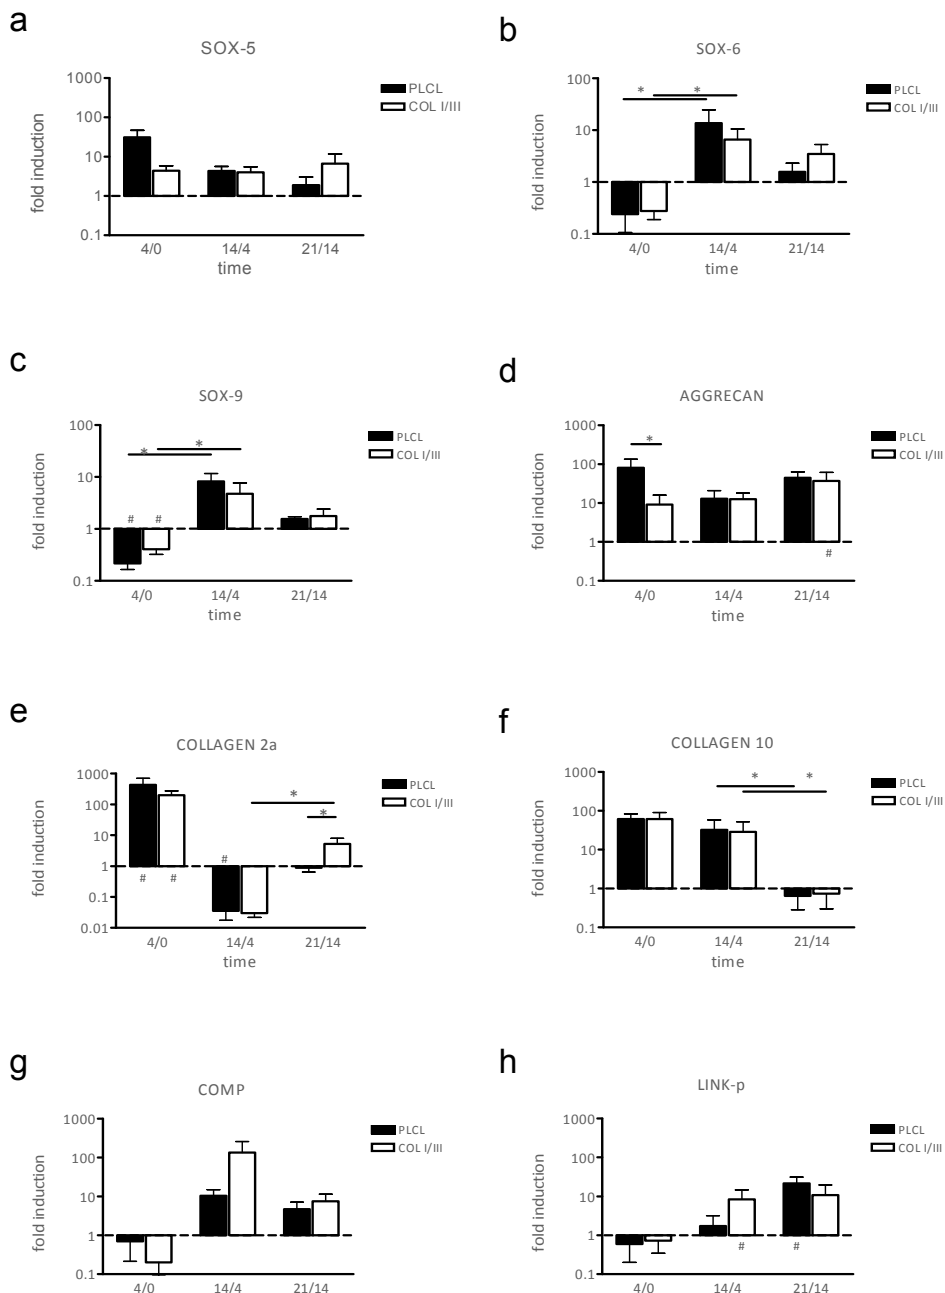 a
SOX-5
1000
100
10
1
0.1
fold induction
4/0
14/4
21/14
time
PLCL
COL I/III
b
SOX-6
100
10
1
0.1
fold induction
*
*
4/0
14/4
21/14
time
PLCL
COL I/III
c
SOX-9
100
10
1
0.1
fold induction
*
*
#
#
4/0
14/4
21/14
time
PLCL
COL I/III
d
AGGRECAN
1000
100
10
1
0.1
fold induction
*
#
4/0
14/4
21/14
time
PLCL
COL I/III
e
COLLAGEN 2a
1000
100
10
1
0.1
0.01
fold induction
*
*
#
#
#
4/0
14/4
21/14
time
PLCL
COL I/III
f
COLLAGEN 10
1000
100
10
1
0.1
fold induction
*
*
4/0
14/4
21/14
time
PLCL
COL I/III
g
COMP
1000
100
10
1
0.1
fold induction
4/0
14/4
21/14
PLCL
COL I/III
h
LINK-p
1000
100
10
1
0.1
fold induction
#
#
4/0
14/4
21/14
PLCL
COL I/III